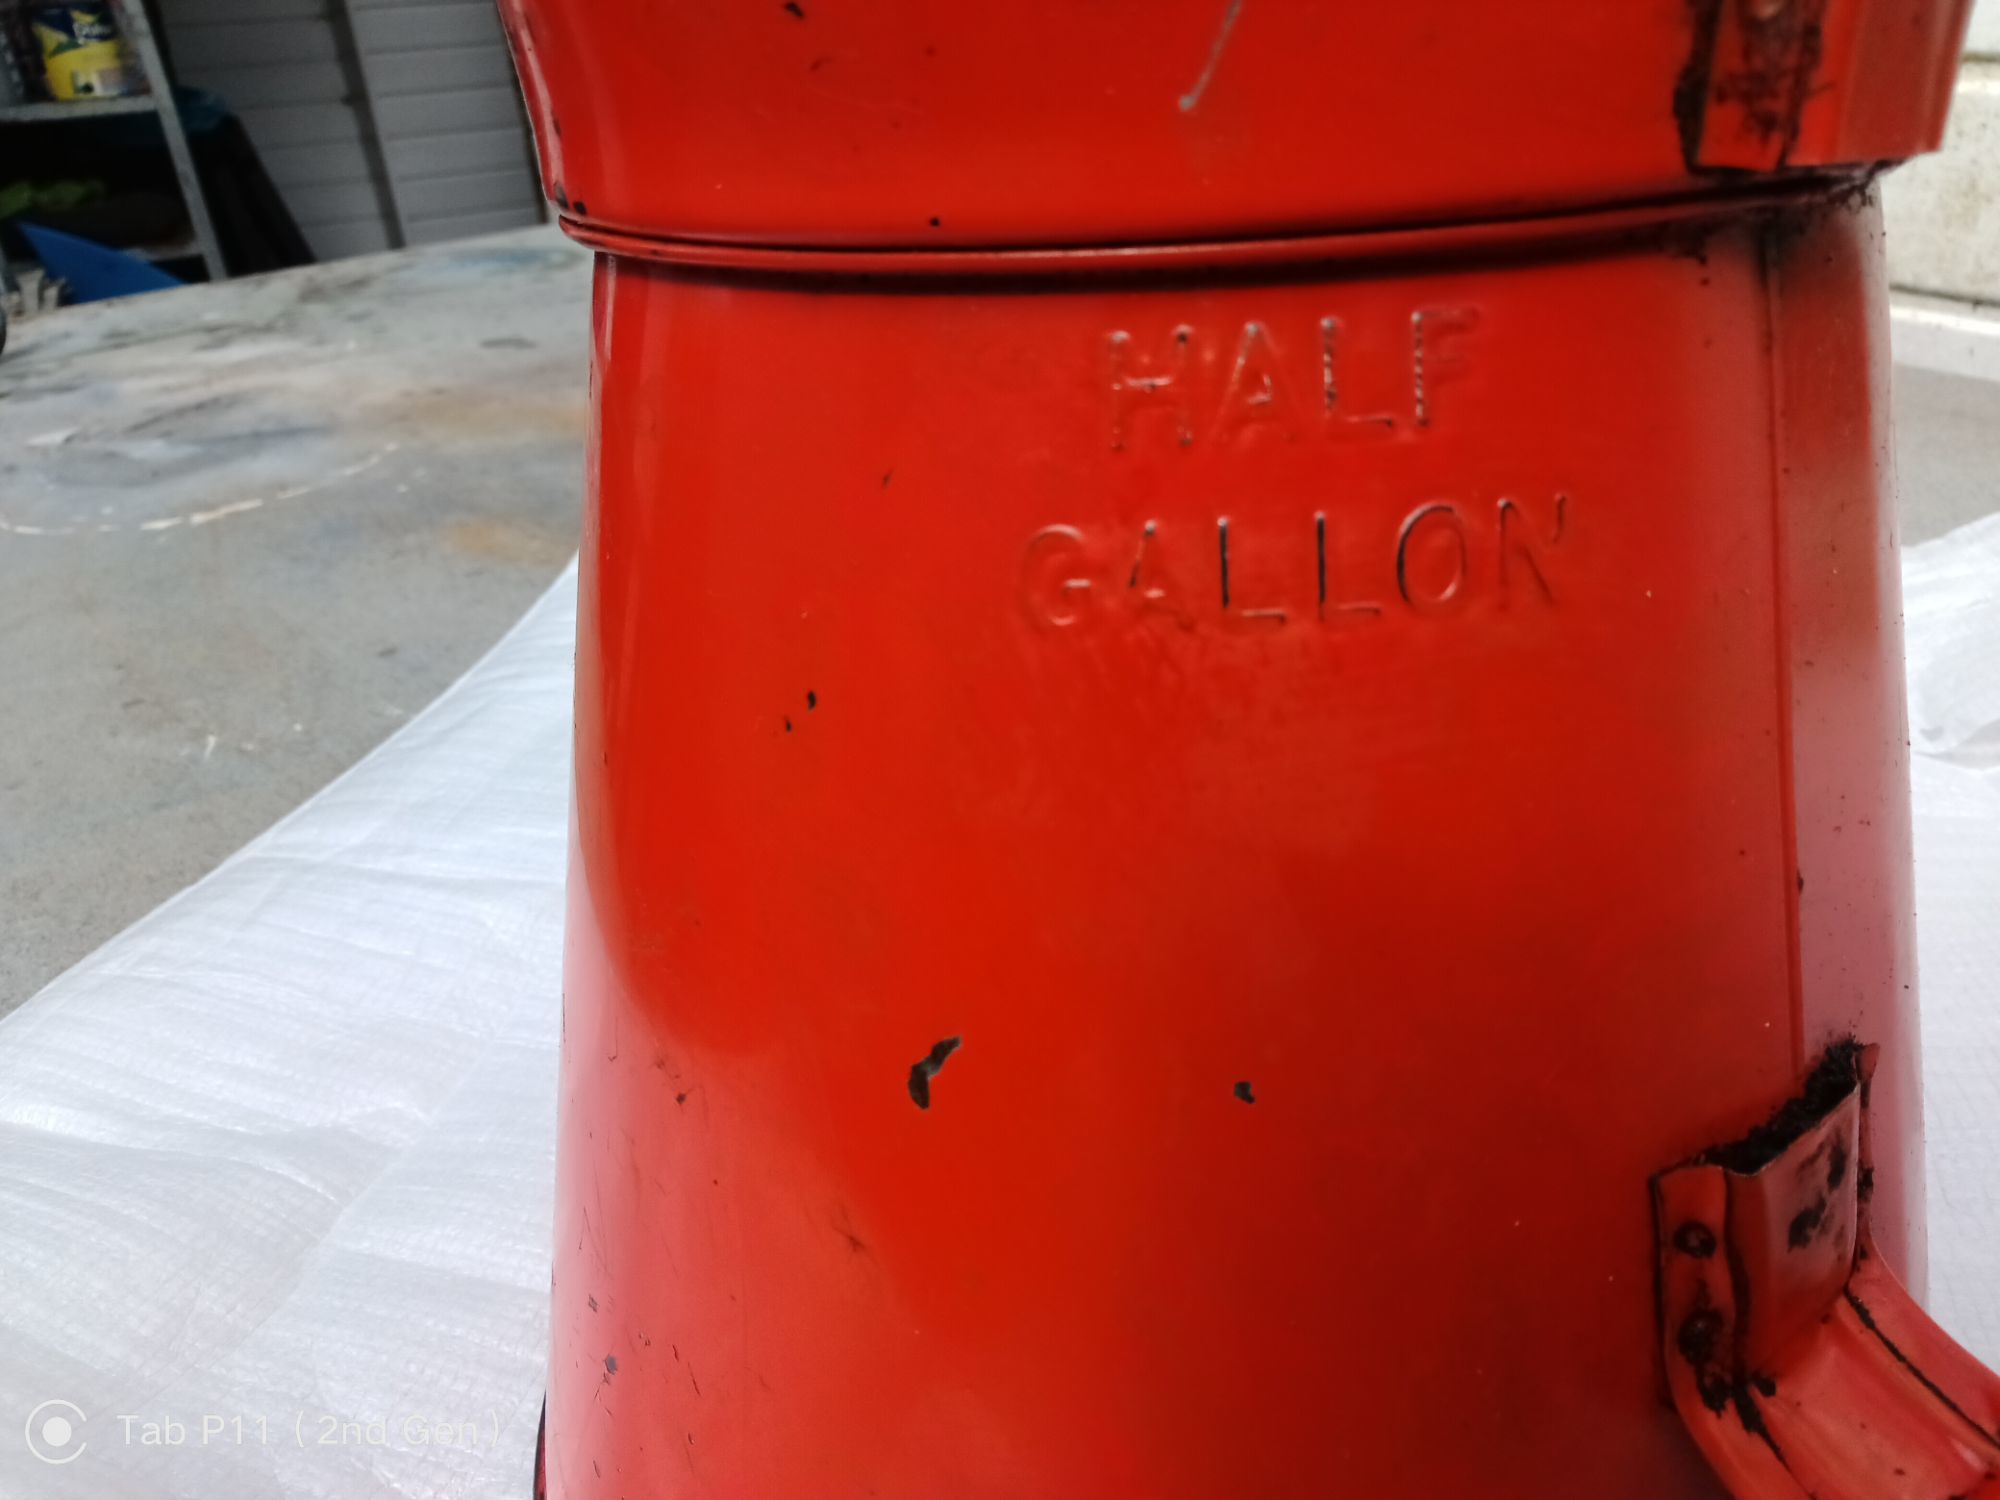 HALF
GALLON
Tab P11 (2nd Gen)